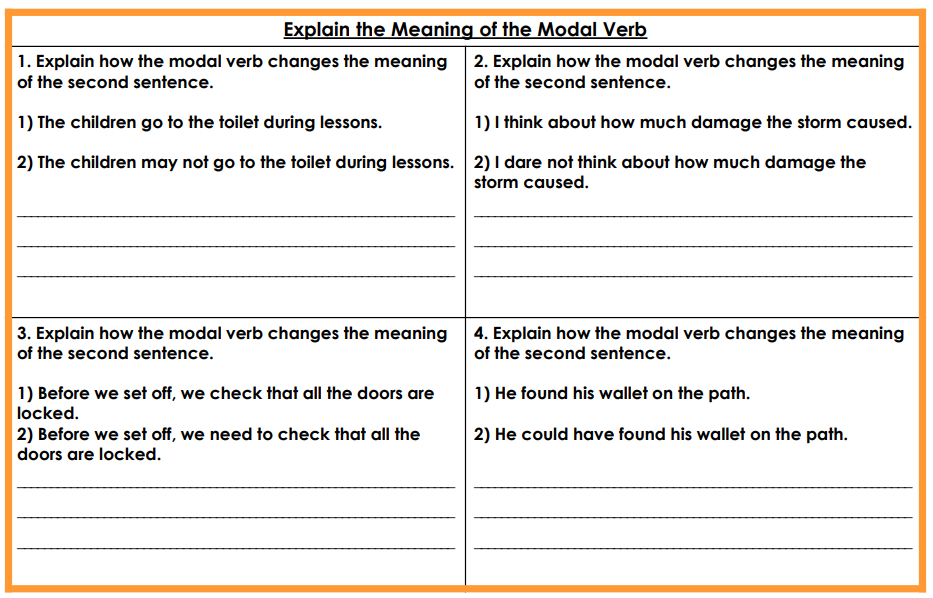 Explain the Meaning of the Modal Verb
1. Explain how the modal verb changes the meaning
of the second sentence.
1) The children go to the toilet during lessons.
2) The children may not go to the toilet during lessons.
2. Explain how the modal verb changes the meaning
of the second sentence.
1) I think about how much damage the storm caused.
2) I dare not think about how much damage the
storm caused.
3. Explain how the modal verb changes the meaning
of the second sentence.
1) Before we set off, we check that all the doors are
locked.
2) Before we set off, we need to check that all the
doors are locked.
4. Explain how the modal verb changes the meaning
of the second sentence.
1) He found his wallet on the path.
2) He could have found his wallet on the path.